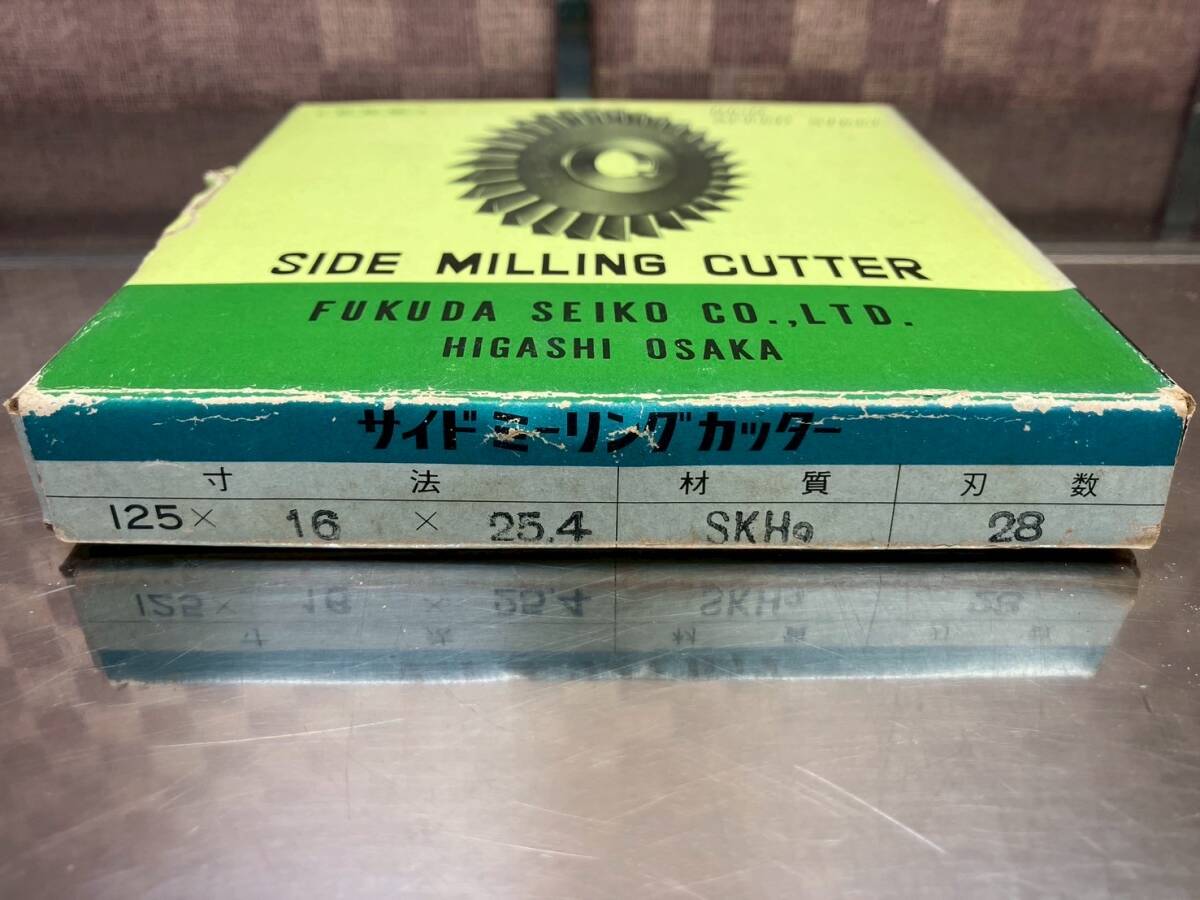 SIDE MILLING CUTTER
FUKUDA SEIKO CO.,LTD.
HIGASHI OSAKA
サイドミーリングカッター
寸 法 材 質 刃 数
125× 16 × 25.4 SKH9 28